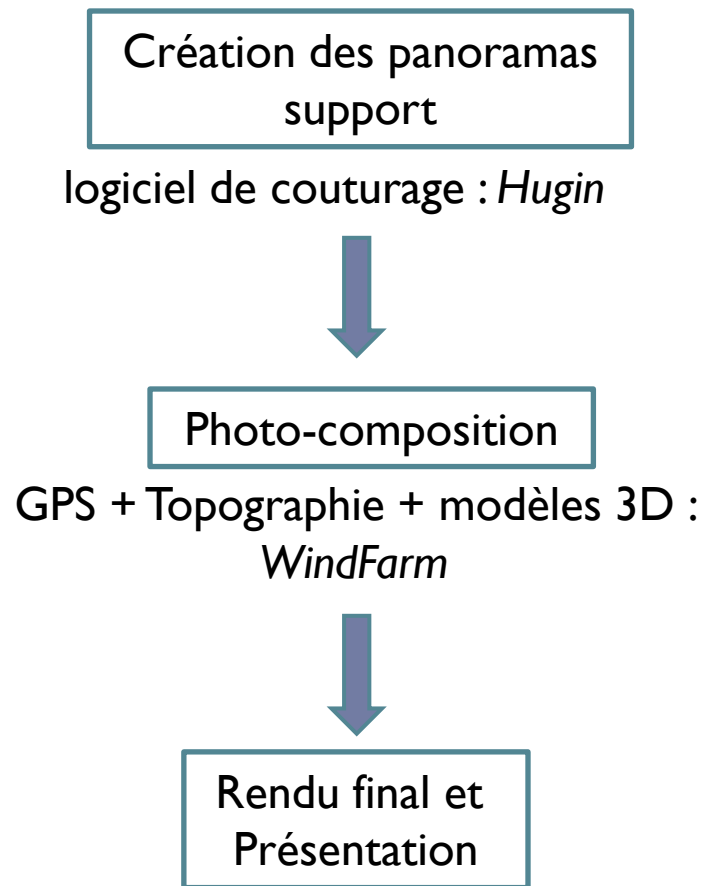 Création des panoramas
support
logiciel de couturage : Hugin
Photo-composition
GPS + Topographie + modèles 3D :
WindFarm
Rendu final et
Présentation